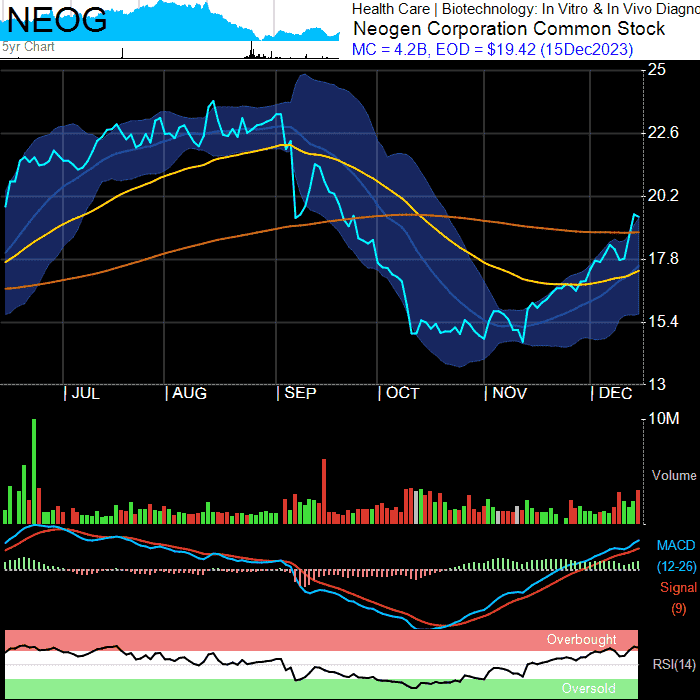 NEOG
5yr Chart
Health Care | Biotechnology: In Vitro & In Vivo Diagno
Neogen Corporation Common Stock
MC = 4.2B, EOD = $19.42 (15Dec2023)
25
22.6
20.2
17.8
15.4
13
| JUL | AUG | SEP | OCT | NOV | DEC
10M
Volume
MACD
(12-26)
Signal
(9)
Overbought
RSI(14)
Oversold